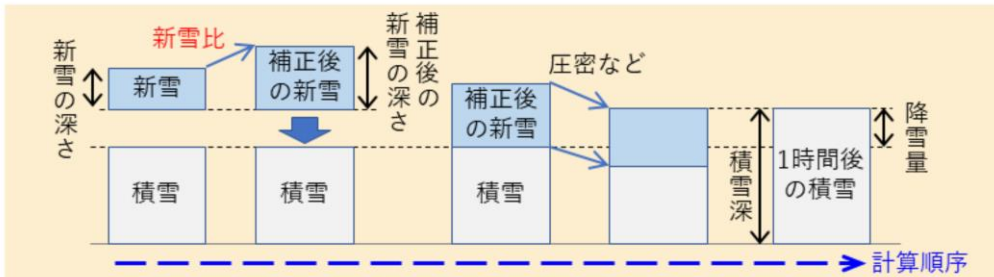 新雪の深さ
新雪比
新雪
積雪
補正後
の新雪
積雪
補正後の
新雪の深さ
補正後
の新雪
積雪
圧密など
積雪深
1時間後
の積雪
降雪量
計算順序